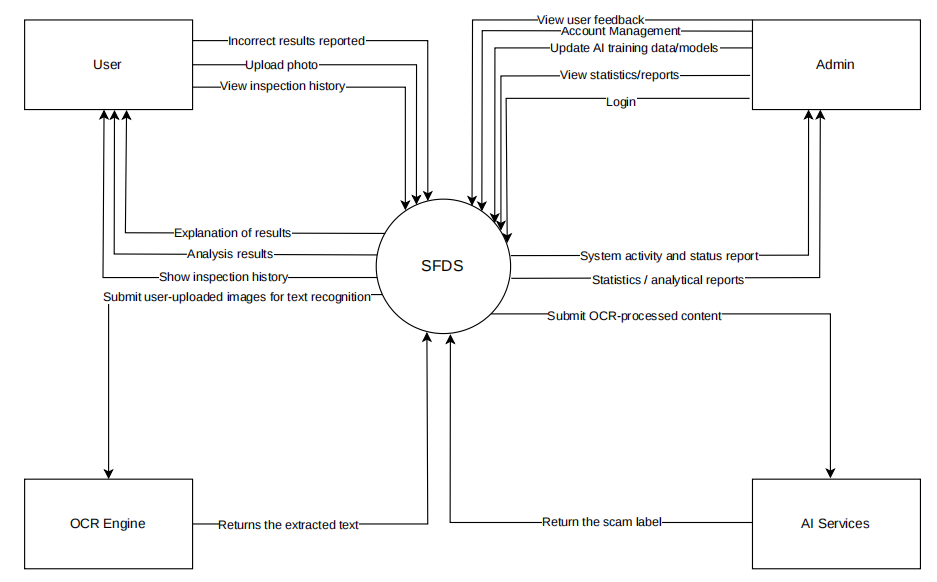 View user feedback
Account Management
Incorrect results reported
Update AI training data/models
User
Upload photo
Admin
View statistics/reports
View inspection history
Login
Explanation of results
Analysis results
System activity and status report
SFDS
Show inspection history
Statistics / analytical reports
Submit user-uploaded images for text recognition
Submit OCR-processed content
OCR Engine
Returns the extracted text
Return the scam label
AI Services